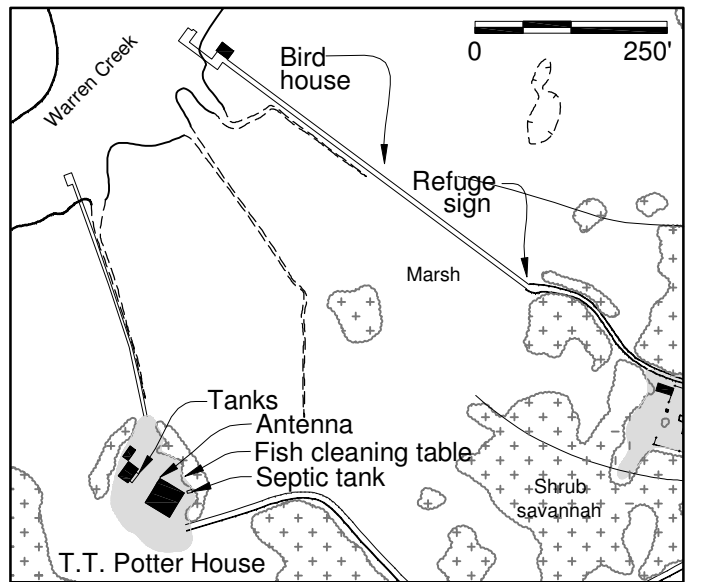 0 250'
Warren Creek
Bird
house
Refuge
sign
Marsh
Tanks
Antenna
Fish cleaning table
Septic tank
Shrub
savannah
T.T. Potter House